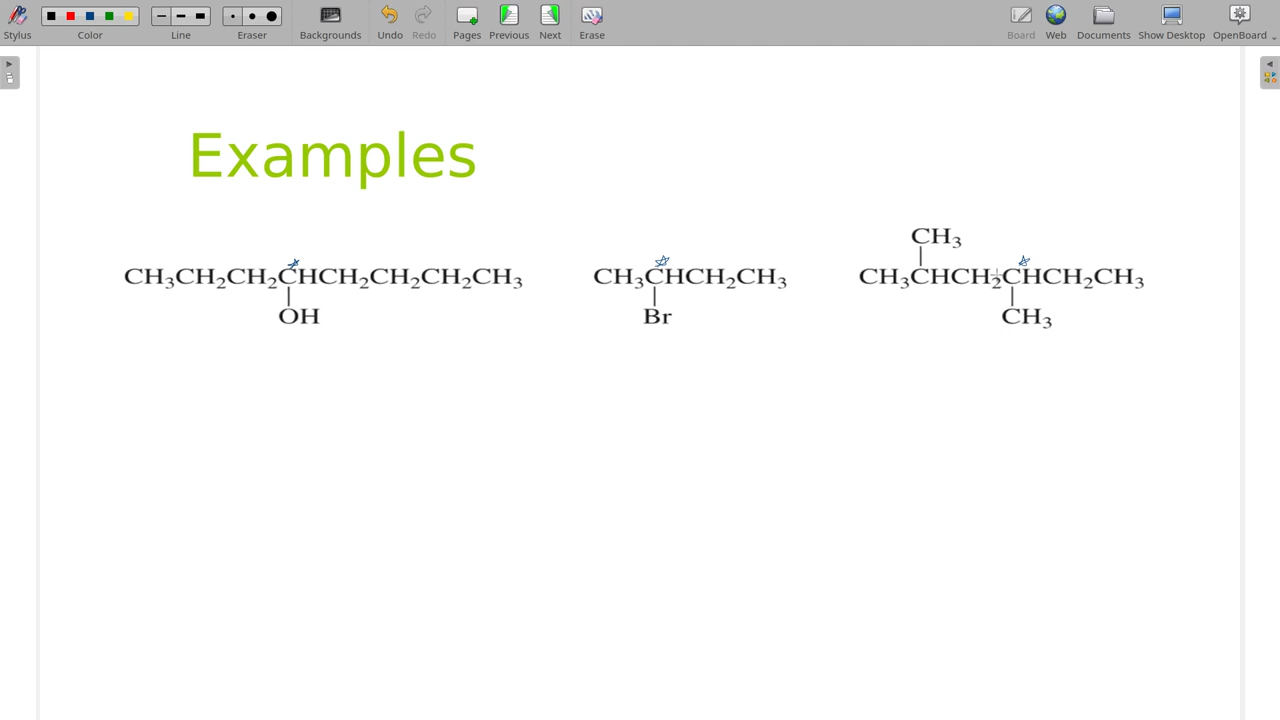 Stylus Color Line Eraser Backgrounds Undo Redo Pages Previous Next Erase Board Web Documents Show Desktop OpenBoard
Examples
CH₃
CH₃CH₂CH₂CHCH₂CH₂CH₂CH₃ CH₃CHCH₂CH₃ CH₃CHCH₂CHCH₂CH₃
OH Br CH₃